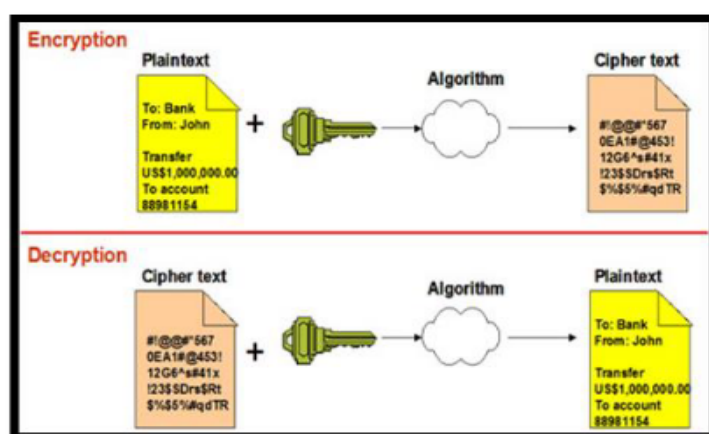 Encryption
Plaintext
To: Bank
From: John
Transfer
US$1,000,000.00
To account
88981154
+
Algorithm
Cipher text
#!@@#"567
0EA1#@453!
12G6^s#41x
!23$SDrs$Rt
$%$5%#qdTR
Decryption
Cipher text
#!@@#"567
0EA1#@453!
12G6^s#41x
!23$SDrs$Rt
$%$5%#qdTR
+
Algorithm
Plaintext
To: Bank
From: John
Transfer
US$1,000,000.00
To account
88981154